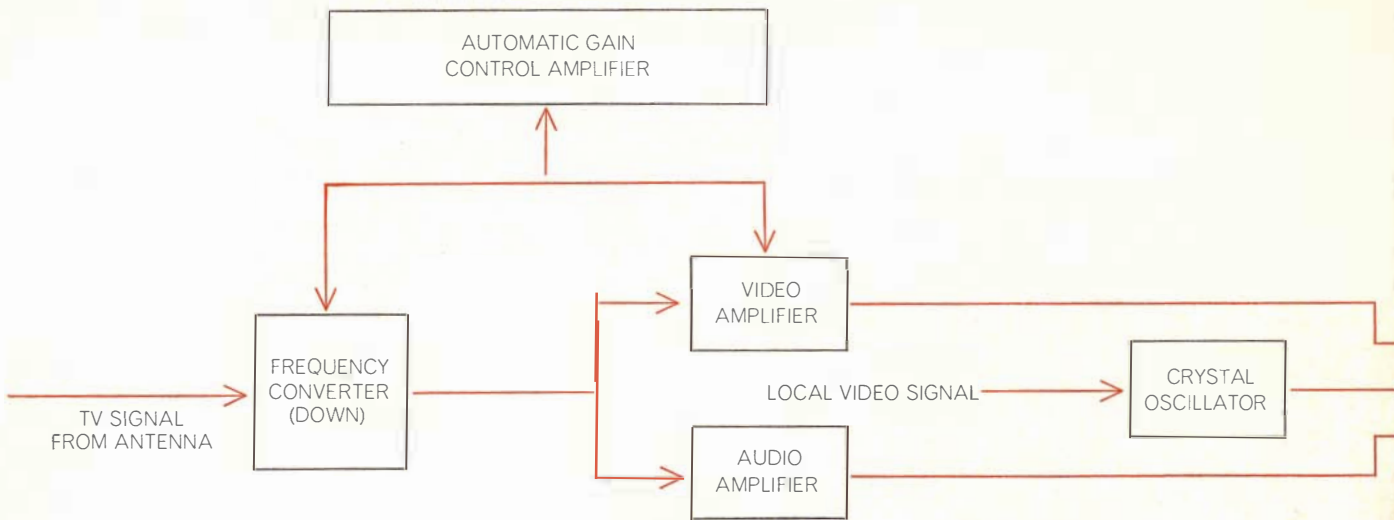 AUTOMATIC GAIN
CONTROL AMPLIFIER
VIDEO
AMPLIFIER
FREQUENCY
CONVERTER
(DOWN)
LOCAL VIDEO SIGNAL
CRYSTAL
OSCILLATOR
TV SIGNAL
FROM ANTENNA
AUDIO
AMPLIFIER